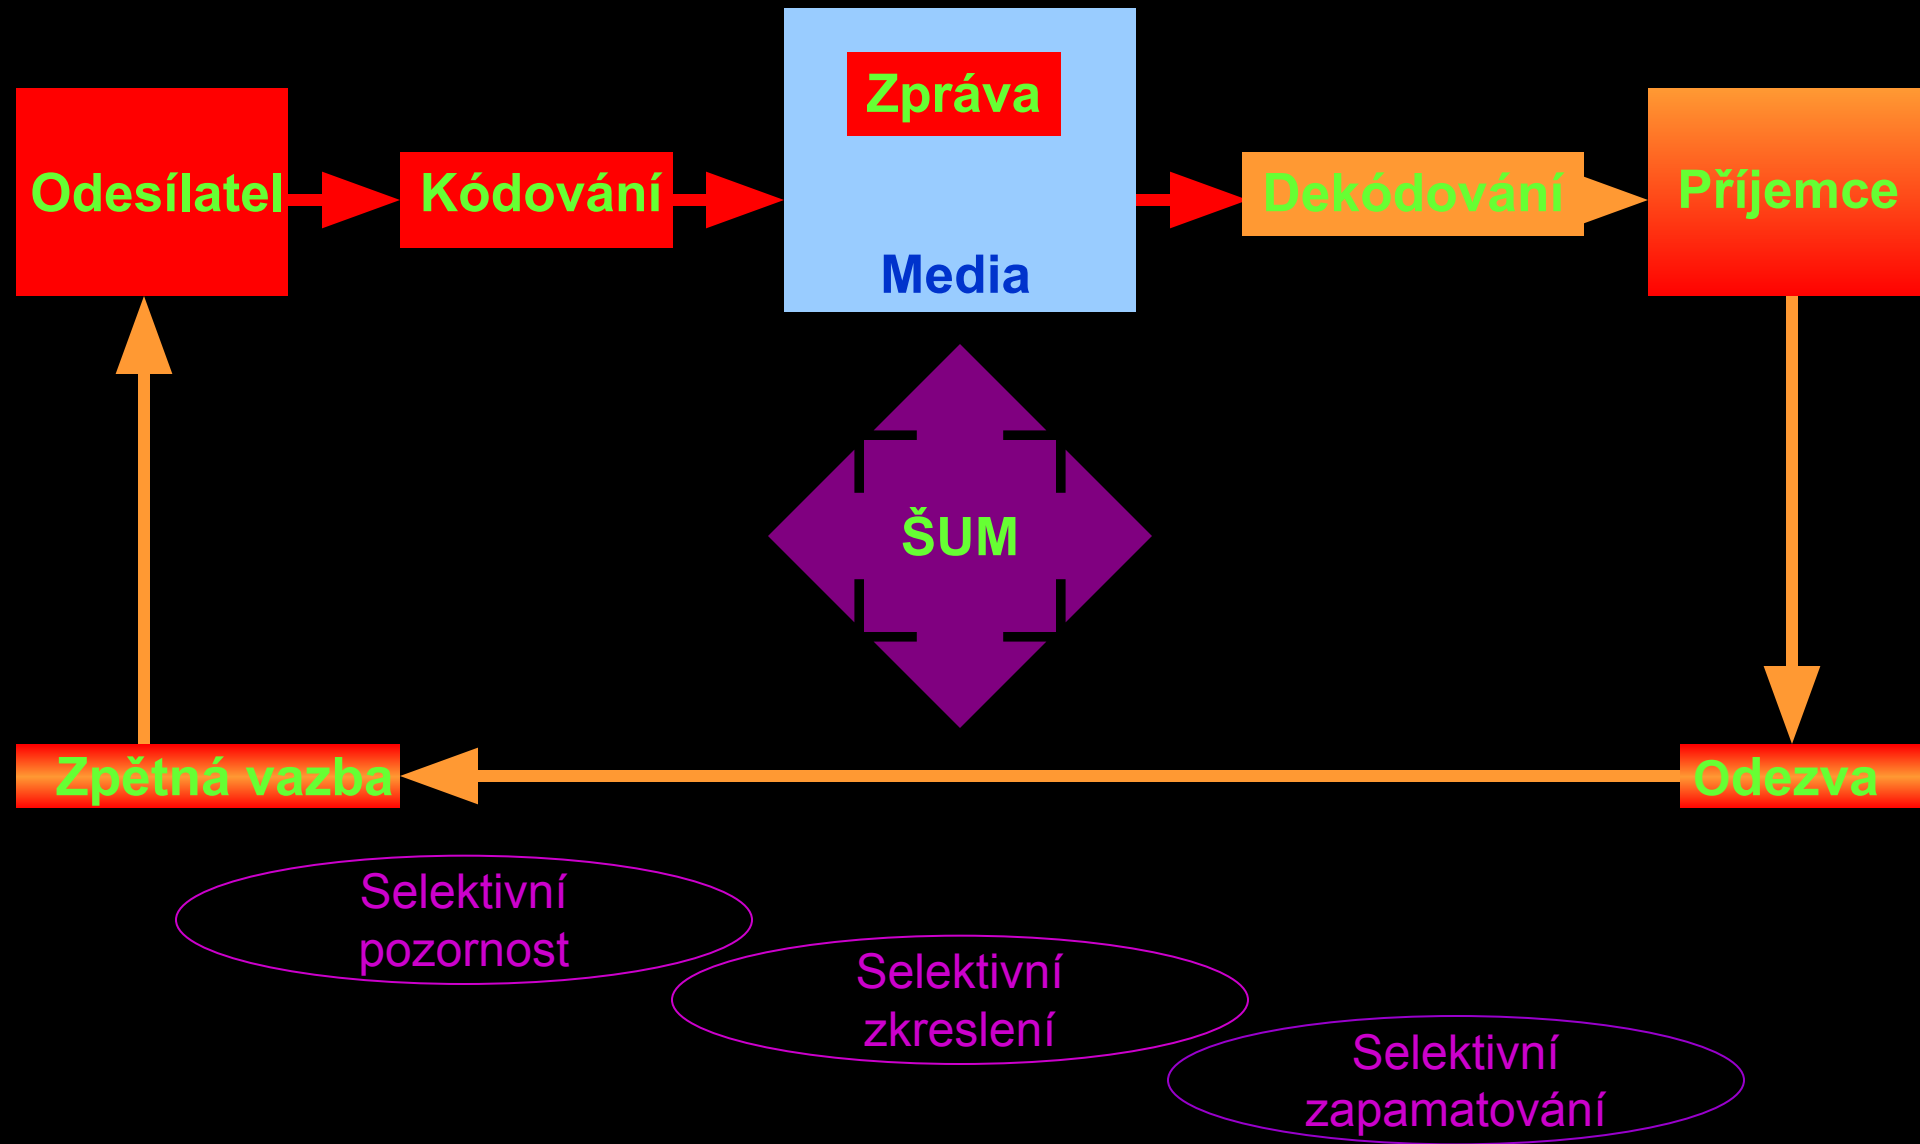 Zpráva
Odesílatel
Kódování
Dekódování
Příjemce
Media
ŠUM
Zpětná vazba
Odezva
Selektivní
pozornost
Selektivní
zkreslení
Selektivní
zapamatování